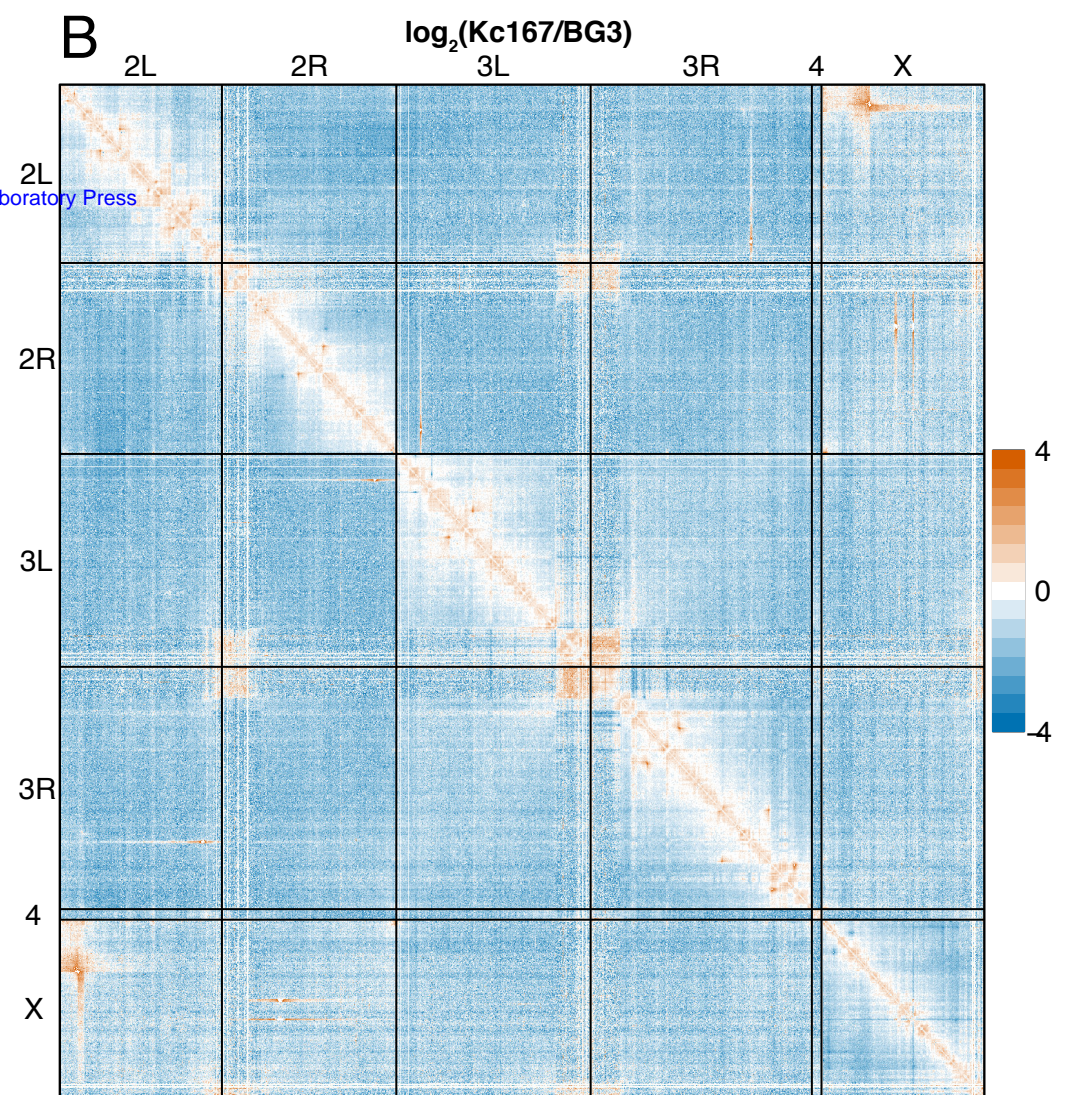 B
log2(Kc167/BG3)
2L 2R 3L 3R 4 X
2L
boratory Press
2R
4
0
-4
3L
3R
4
X